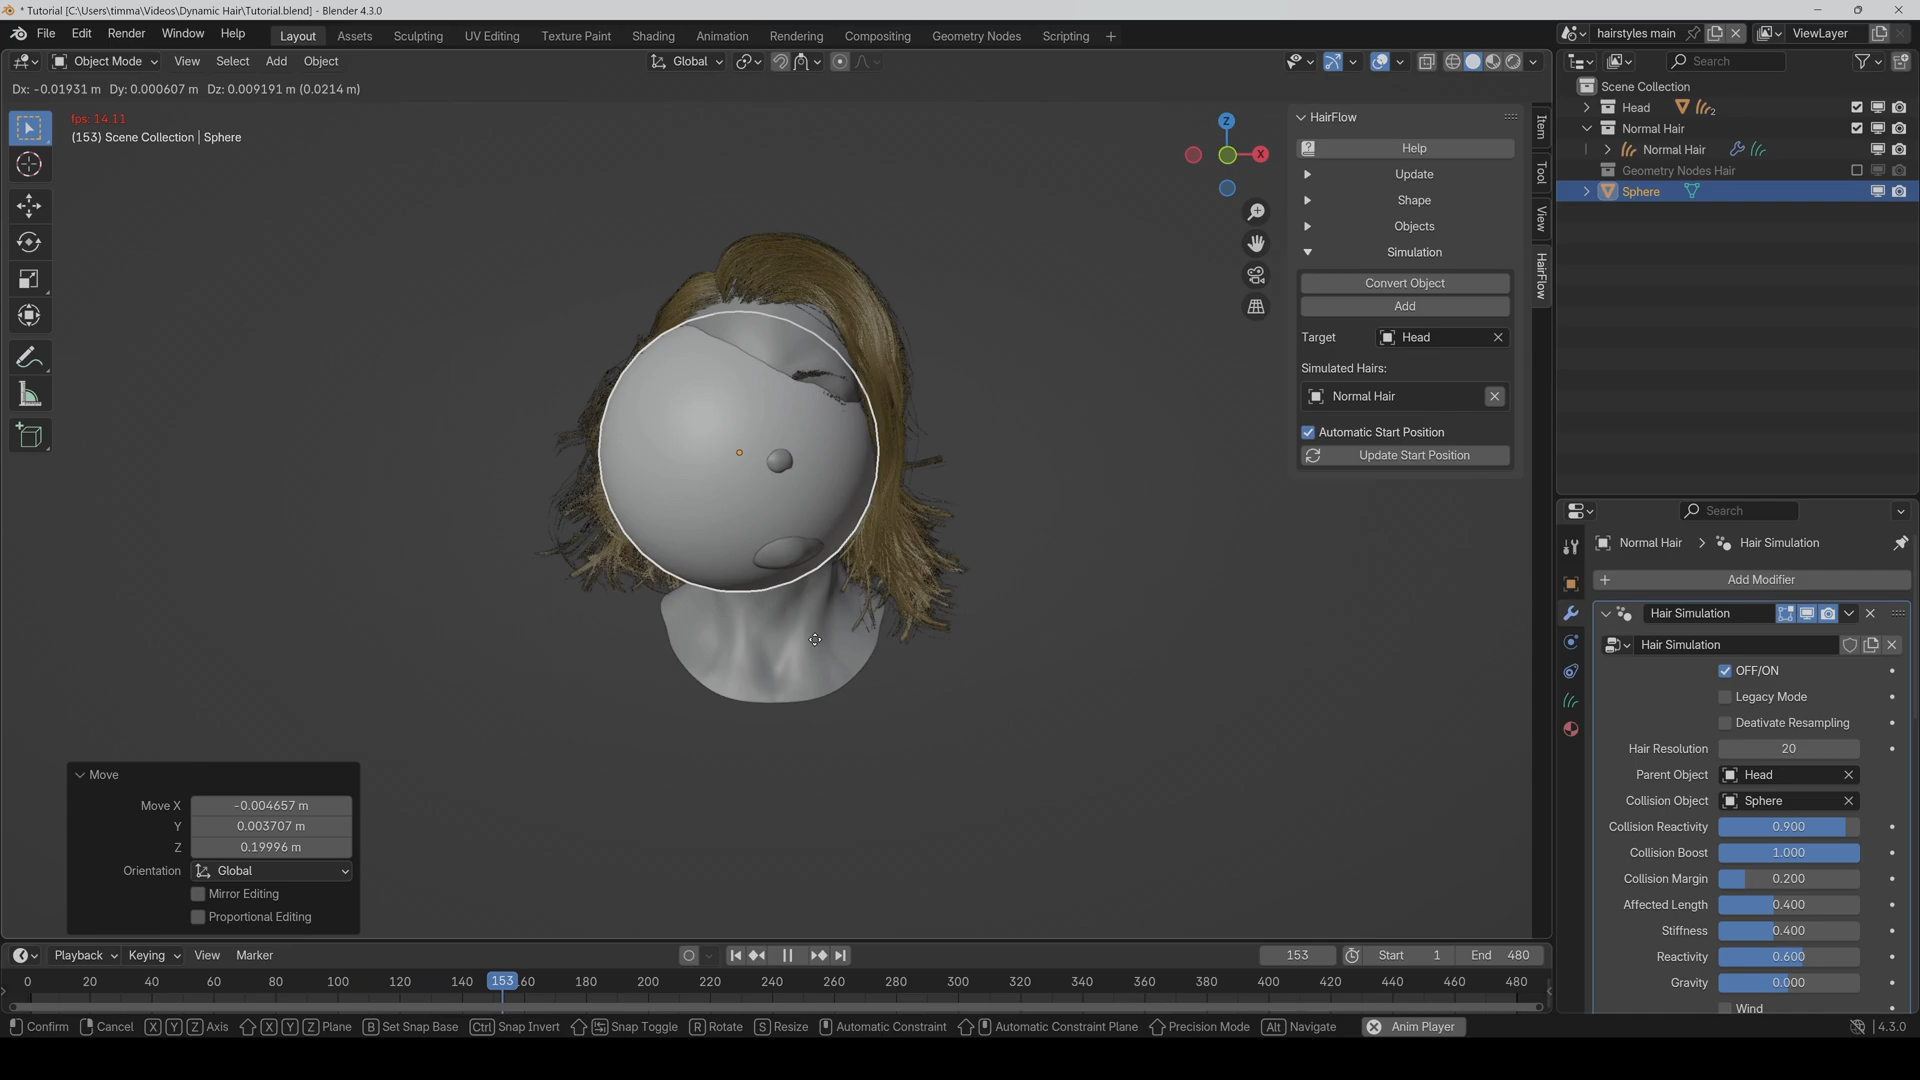 * Tutorial [C:\Users\timma\Videos\Dynamic Hair\Tutorial.blend] - Blender 4.3.0
File Edit Render Window Help Layout Assets Sculpting UV Editing Texture Paint Shading Animation Rendering Compositing Geometry Nodes Scripting hairstyles main ViewLayer
Object Mode View Select Add Object Global Search
Dx: -0.01931 m Dy: 0.000607 m Dz: 0.009191 m (0.0214 m)
fps: 14.11
(153) Scene Collection | Sphere
Z
X
HairFlow
Help
Update
Shape
Objects
Simulation
Convert Object
Add
Target Head
Simulated Hairs:
Normal Hair
Automatic Start Position
Update Start Position
Item
Tool
View
HairFlow
Scene Collection
Head 2
Normal Hair
Normal Hair
Geometry Nodes Hair
Sphere
Search
Normal Hair Hair Simulation
Add Modifier
Hair Simulation
Hair Simulation
OFF/ON
Legacy Mode
Deativate Resampling
Hair Resolution 20
Parent Object Head
Collision Object Sphere
Collision Reactivity 0.900
Collision Boost 1.000
Collision Margin 0.200
Affected Length 0.400
Stiffness 0.400
Reactivity 0.600
Gravity 0.000
Wind
Move
Move X -0.004657 m
Y 0.003707 m
Z 0.19996 m
Orientation Global
Mirror Editing
Proportional Editing
Playback Keying View Marker 153 Start 1 End 480
0 20 40 60 80 100 120 140 153 60 180 200 220 240 260 280 300 320 340 360 380 400 420 440 460 480
Confirm Cancel X Y Z Axis X Y Z Plane B Set Snap Base Ctrl Snap Invert Snap Toggle R Rotate S Resize Automatic Constraint Automatic Constraint Plane Precision Mode Alt Navigate Anim Player 4.3.0